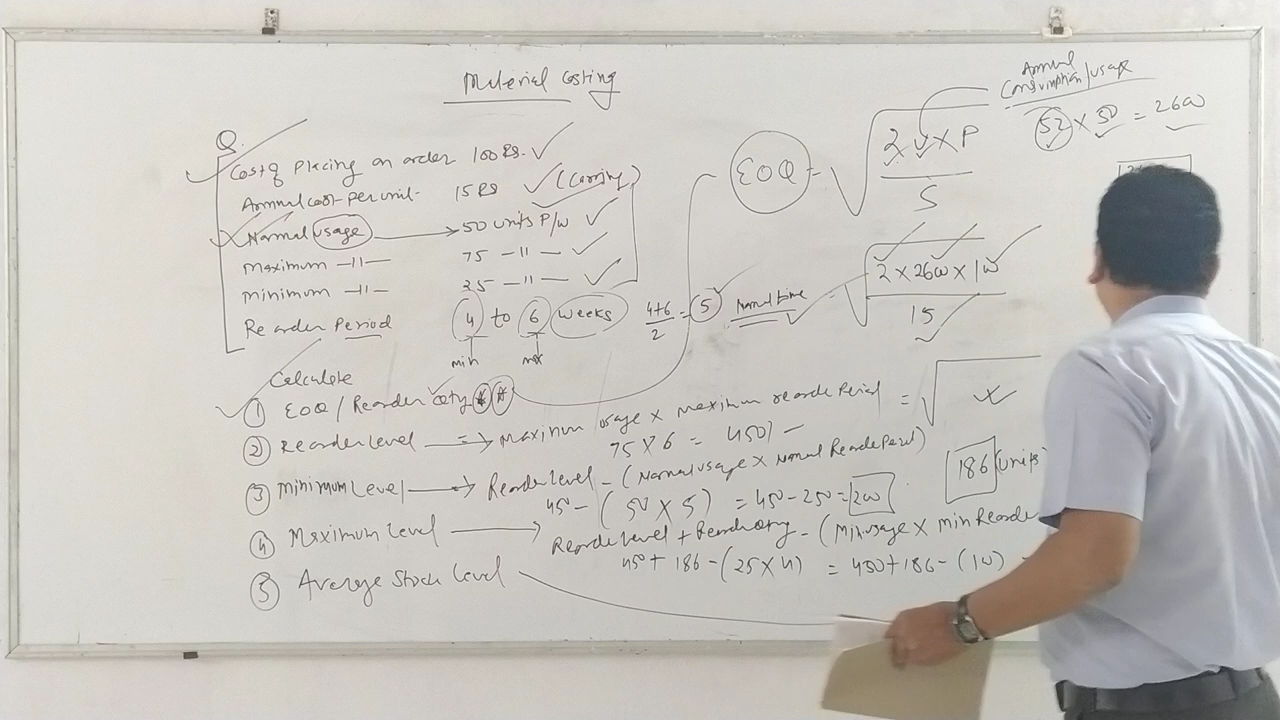 Material Costing
Q.
Cost of Placing an order 100 Rs.
Annual cost per unit - 15 RS (Carrying)
Normal usage 50 units P/w
Maximum -11- 75 -11-
Minimum -11- 25 -11-
Re order Period 4 to 6 weeks
min max
4+6/2 = 5 Normal time
Calculate
① EOQ / Reorder Qty
② Reorder level => Maximum usage x maximum reorder Period
75 x 6 = 450/-
③ Minimum Level → Reorder level - (Normal usage x Normal Reorder Period)
450 - (50 x 5) = 450 - 250 = 200
④ Maximum Level → Reorder level + Reorder Qty - (Min usage x min Reorde
450 + 186 - (25 x 4) = 450 + 186 - (100)
⑤ Average Stock Level
Annual
Consumption/usage
52 x 50 = 2600
EOQ = √ 2 U x P
S
= √ 2 x 2600 x 100
15
= √
186 units